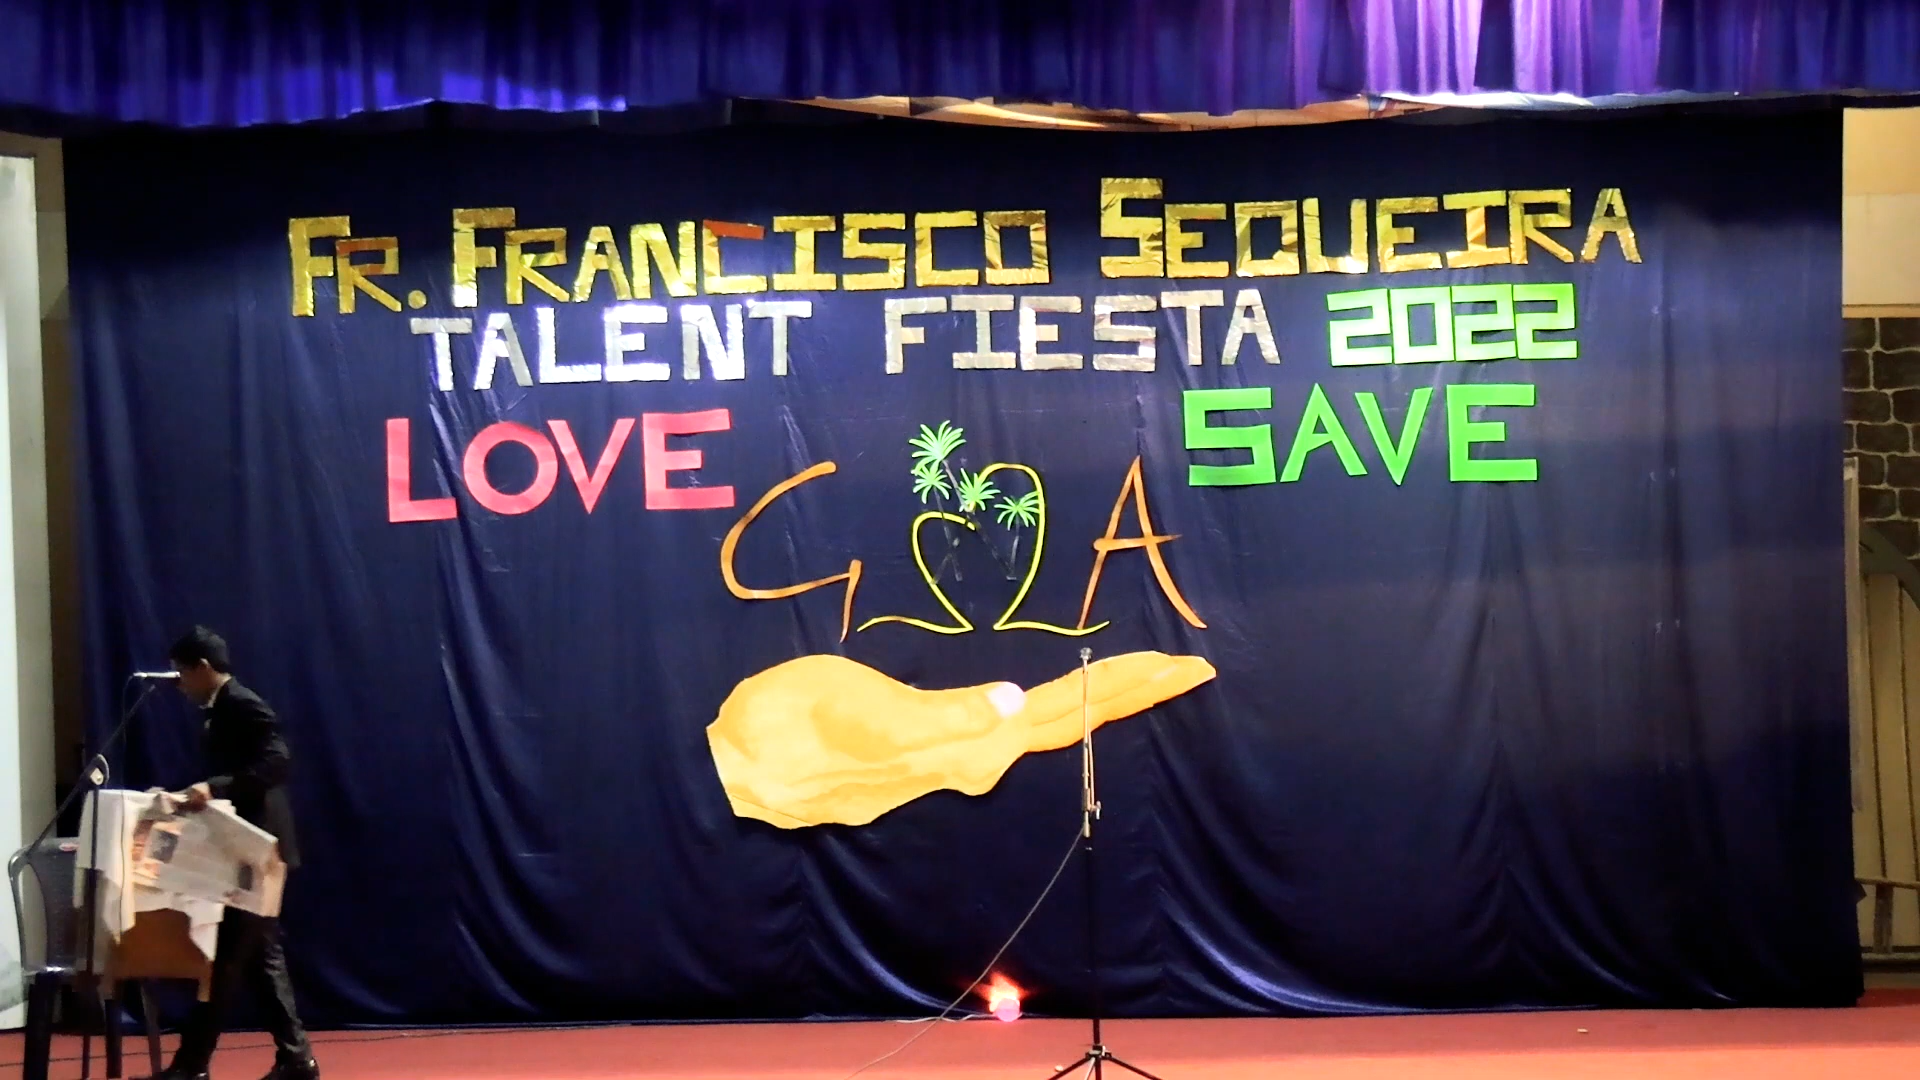 FR. FRANCISCO SEQUEIRA
TALENT FIESTA 2022
LOVE SAVE
GOA